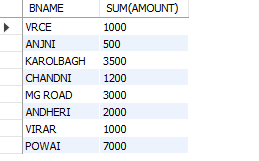 BNAME SUM(AMOUNT)
VRCE 1000
ANJNI 500
KAROLBAGH 3500
CHANDNI 1200
MG ROAD 3000
ANDHERI 2000
VIRAR 1000
POWAI 7000